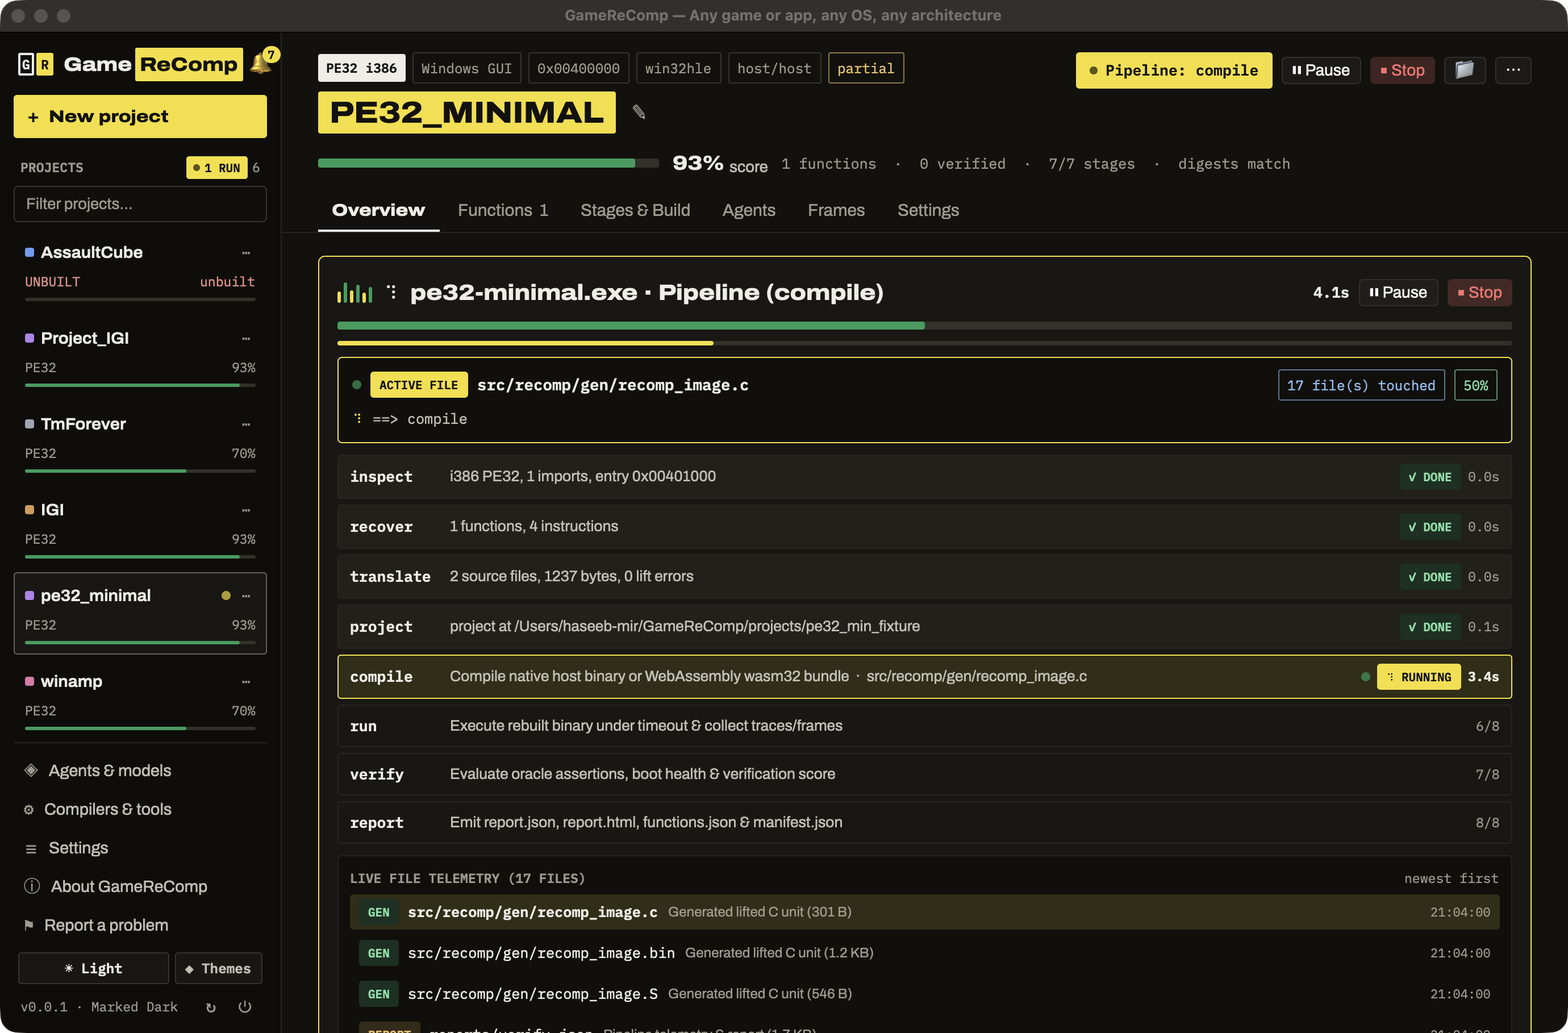 GameReComp — Any game or app, any OS, any architecture
GR Game ReComp 7
+ New project
PROJECTS 1 RUN 6
Filter projects...
AssaultCube ...
UNBUILT unbuilt
Project_IGI ...
PE32 93%
TmForever ...
PE32 70%
IGI ...
PE32 93%
pe32_minimal ...
PE32 93%
winamp ...
PE32 70%
Agents & models
Compilers & tools
Settings
About GameReComp
Report a problem
Light Themes
v0.0.1 · Marked Dark
PE32 i386 Windows GUI 0x00400000 win32hle host/host partial
Pipeline: compile Pause Stop ...
PE32_MINIMAL
93% score 1 functions · 0 verified · 7/7 stages · digests match
Overview Functions 1 Stages & Build Agents Frames Settings
pe32-minimal.exe · Pipeline (compile) 4.1s Pause Stop
ACTIVE FILE src/recomp/gen/recomp_image.c 17 file(s) touched 50%
==> compile
inspect i386 PE32, 1 imports, entry 0x00401000 √ DONE 0.0s
recover 1 functions, 4 instructions √ DONE 0.0s
translate 2 source files, 1237 bytes, 0 lift errors √ DONE 0.0s
project project at /Users/haseeb-mir/GameReComp/projects/pe32_min_fixture √ DONE 0.1s
compile Compile native host binary or WebAssembly wasm32 bundle · src/recomp/gen/recomp_image.c RUNNING 3.4s
run Execute rebuilt binary under timeout & collect traces/frames 6/8
verify Evaluate oracle assertions, boot health & verification score 7/8
report Emit report.json, report.html, functions.json & manifest.json 8/8
LIVE FILE TELEMETRY (17 FILES) newest first
GEN src/recomp/gen/recomp_image.c Generated lifted C unit (301 B) 21:04:00
GEN src/recomp/gen/recomp_image.bin Generated lifted C unit (1.2 KB) 21:04:00
GEN src/recomp/gen/recomp_image.S Generated lifted C unit (546 B) 21:04:00